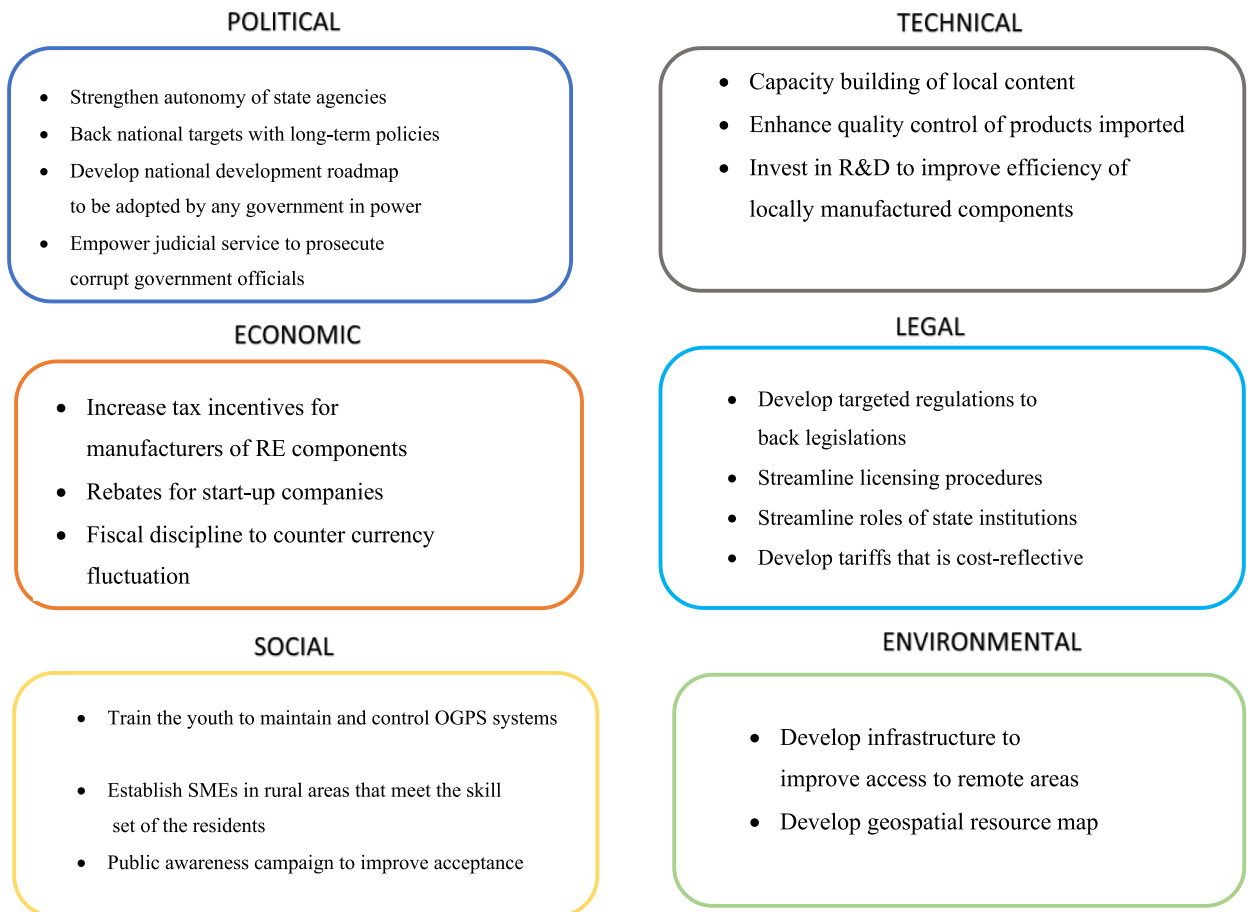 POLITICAL
• Strengthen autonomy of state agencies
• Back national targets with long-term policies
• Develop national development roadmap
to be adopted by any government in power
• Empower judicial service to prosecute
corrupt government officials
TECHNICAL
• Capacity building of local content
• Enhance quality control of products imported
• Invest in R&D to improve efficiency of
locally manufactured components
ECONOMIC
• Increase tax incentives for
manufacturers of RE components
• Rebates for start-up companies
• Fiscal discipline to counter currency
fluctuation
LEGAL
• Develop targeted regulations to
back legislations
• Streamline licensing procedures
• Streamline roles of state institutions
• Develop tariffs that is cost-reflective
SOCIAL
• Train the youth to maintain and control OGPS systems
• Establish SMEs in rural areas that meet the skill
set of the residents
• Public awareness campaign to improve acceptance
ENVIRONMENTAL
• Develop infrastructure to
improve access to remote areas
• Develop geospatial resource map